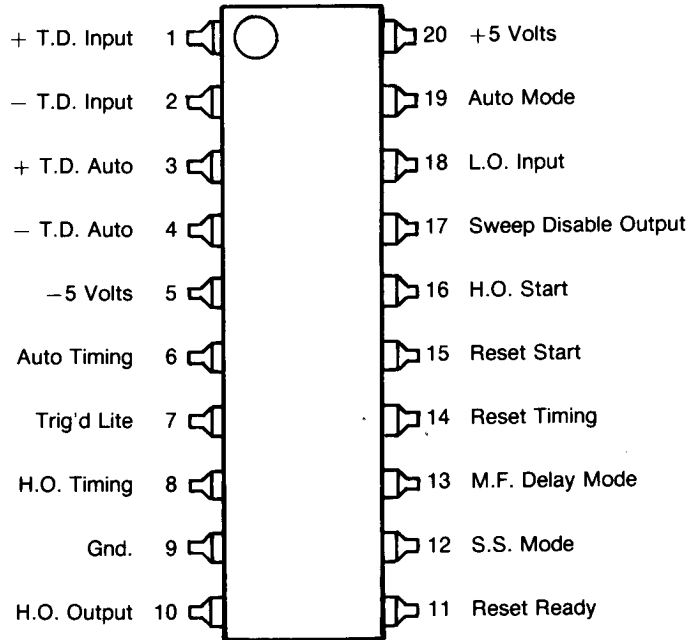 + T.D. Input 1
20 +5 Volts
− T.D. Input 2
19 Auto Mode
+ T.D. Auto 3
18 L.O. Input
− T.D. Auto 4
17 Sweep Disable Output
−5 Volts 5
16 H.O. Start
Auto Timing 6
15 Reset Start
Trig'd Lite 7
14 Reset Timing
H.O. Timing 8
13 M.F. Delay Mode
Gnd. 9
12 S.S. Mode
H.O. Output 10
11 Reset Ready